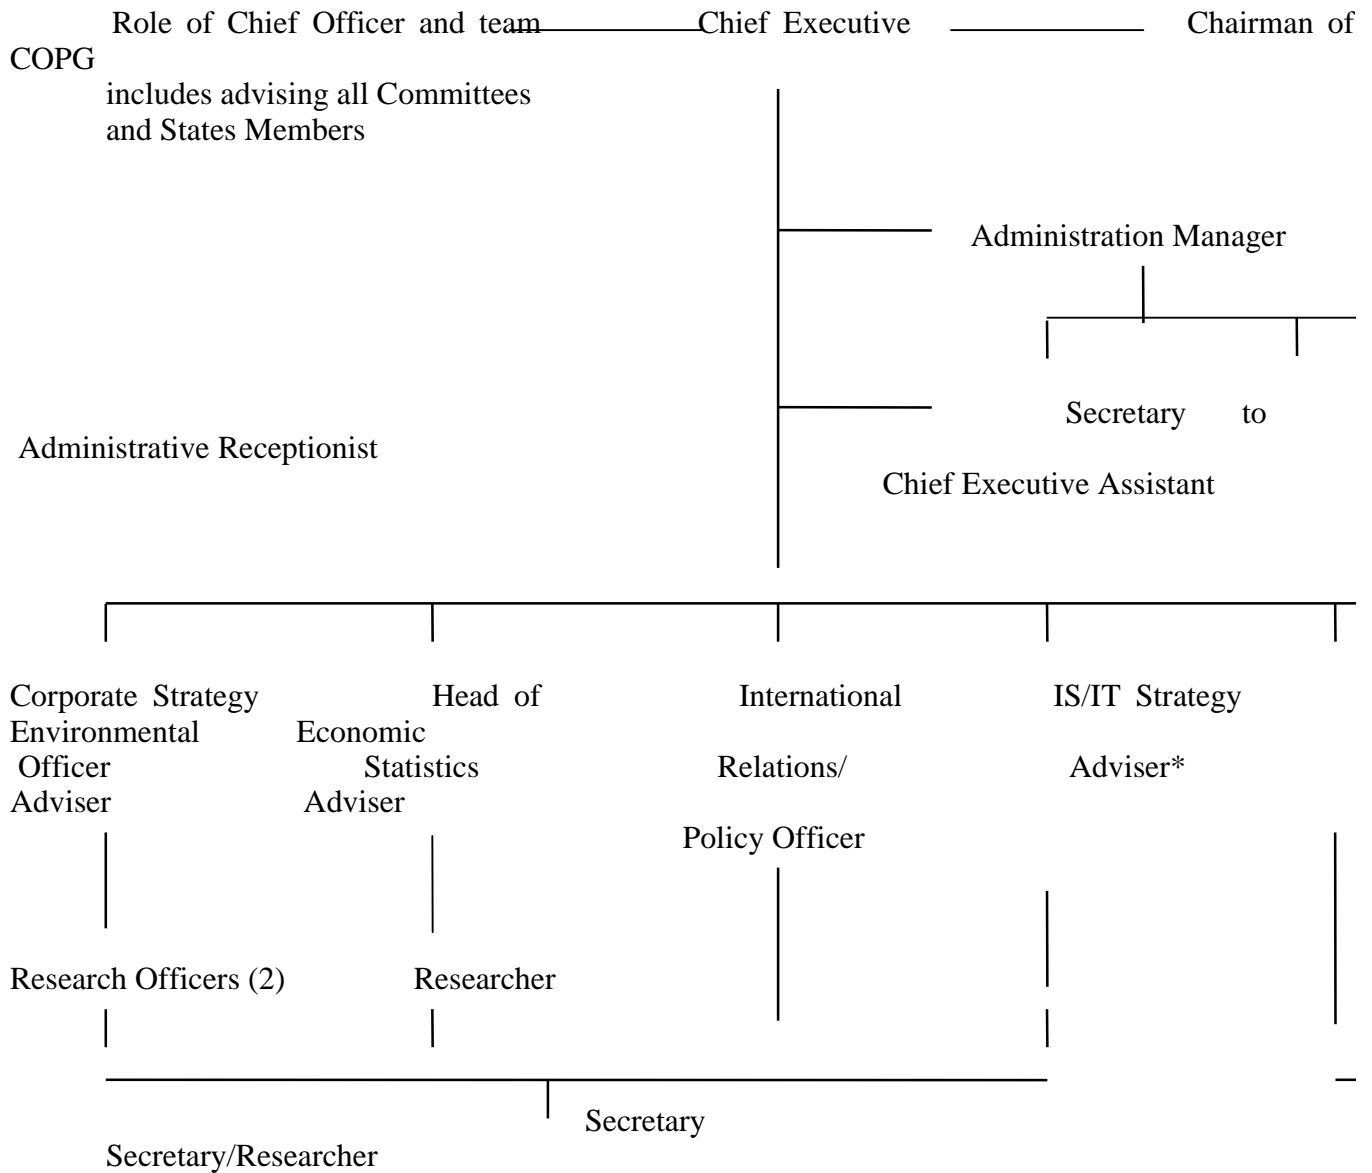 Role of Chief Officer and team Chief Executive Chairman of
COPG
includes advising all Committees
and States Members
Administration Manager
Secretary to
Administrative Receptionist
Chief Executive Assistant
Corporate Strategy Head of International IS/IT Strategy
Environmental Economic
Officer Statistics Relations/ Adviser*
Adviser Adviser
Policy Officer
Research Officers (2) Researcher
Secretary
Secretary/Researcher